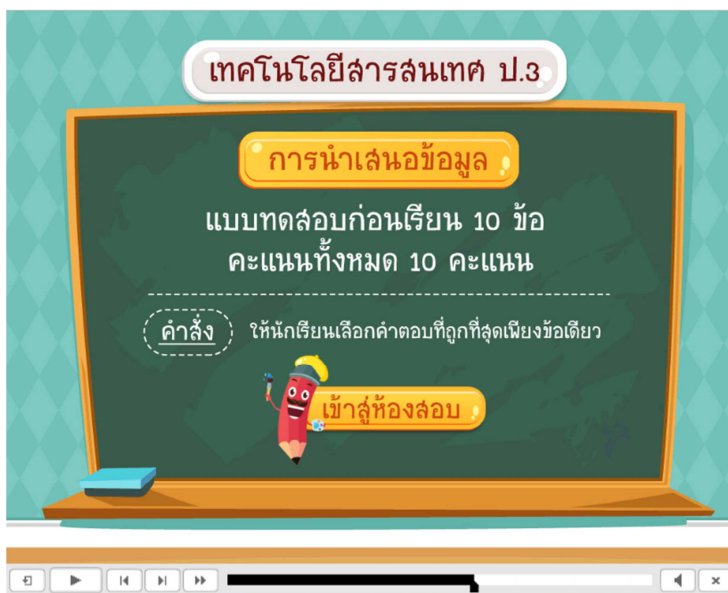 เทคโนโลยีสารสนเทศ ป.3
การนำเสนอข้อมูล
แบบทดสอบก่อนเรียน 10 ข้อ
คะแนนทั้งหมด 10 คะแนน
คำสั่ง ให้นักเรียนเลือกคำตอบที่ถูกที่สุดเพียงข้อเดียว
เข้าสู่ห้องสอบ